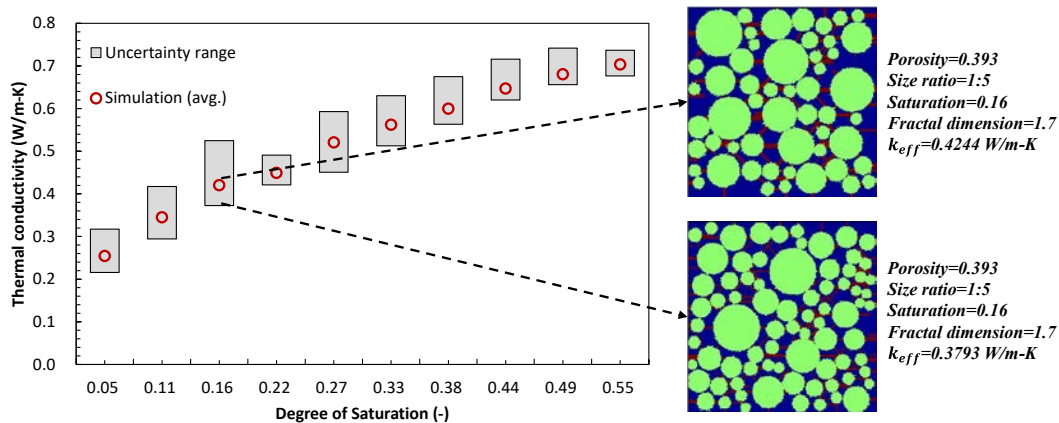 0.8
0.7
0.6
0.5
0.4
0.3
0.2
0.1
0.0
Thermal conductivity (W/m-K)
Uncertainty range
Simulation (avg.)
0.05 0.11 0.16 0.22 0.27 0.33 0.38 0.44 0.49 0.55
Degree of Saturation (-)
Porosity=0.393
Size ratio=1:5
Saturation=0.16
Fractal dimension=1.7
k_eff=0.4244 W/m-K
Porosity=0.393
Size ratio=1:5
Saturation=0.16
Fractal dimension=1.7
k_eff=0.3793 W/m-K